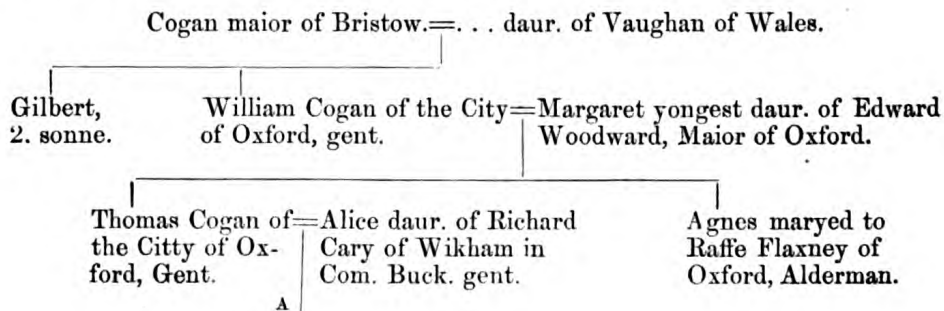 Cogan maior of Bristow.=. . . daur. of Vaughan of Wales.
Gilbert,
2. sonne.
William Cogan of the City=Margaret yongest daur. of Edward
of Oxford, gent. Woodward, Maior of Oxford.
Thomas Cogan of=Alice daur. of Richard
the Citty of Ox- Cary of Wikham in
ford, Gent. Com. Buck. gent.
Agnes maryed to
Raffe Flaxney of
Oxford, Alderman.
A